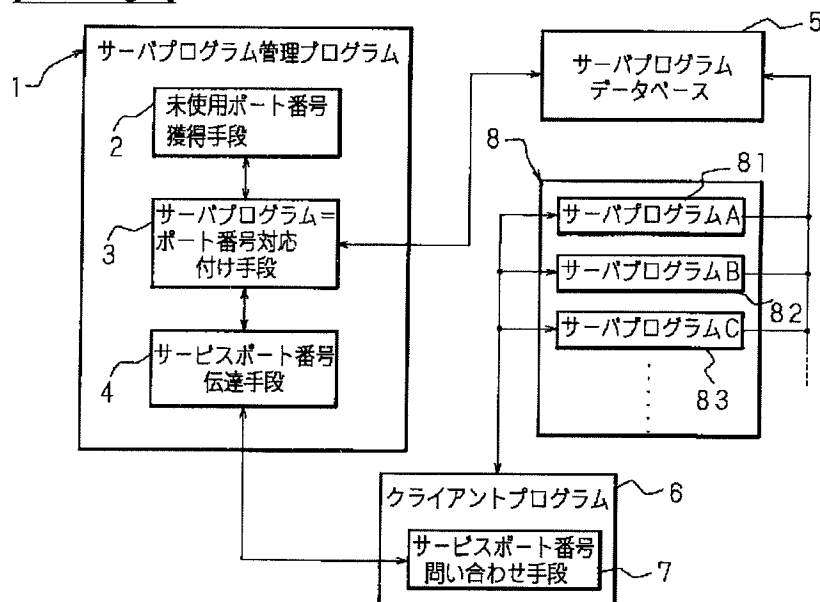 サーバプログラム管理プログラム
1
未使用ポート番号
獲得手段
2
サーバプログラム=
ポート番号対応
付け手段
3
サービスポート番号
伝達手段
4
5
サーバプログラム
データベース
8
81
サーバプログラムA
サーバプログラムB
82
サーバプログラムC
83
クライアントプログラム
6
サービスポート番号
問い合わせ手段
7